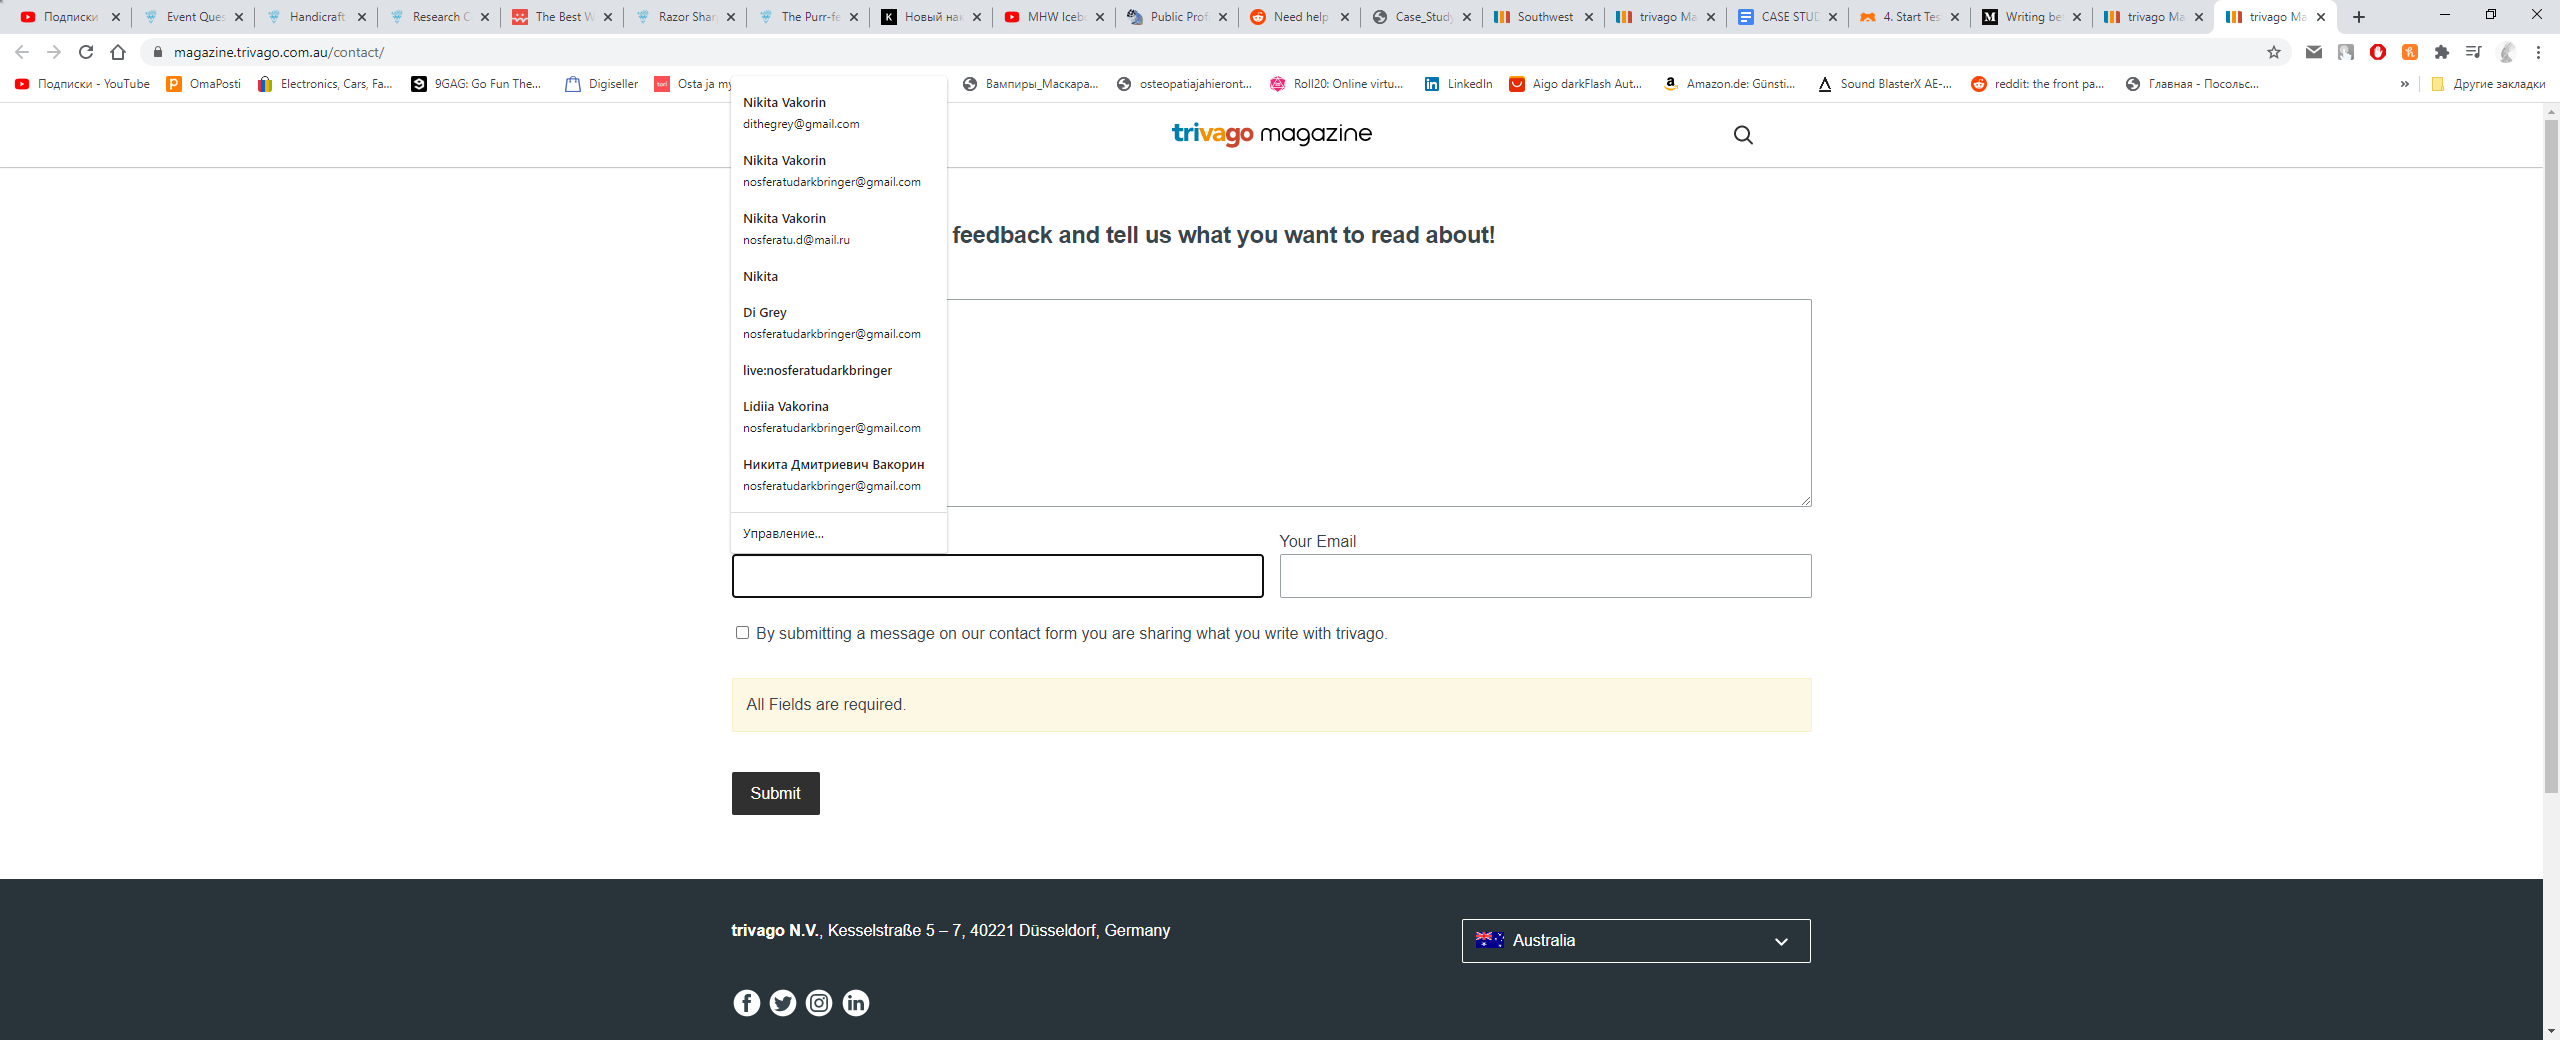 Подписки
Event Ques
Handicraft
Research C
The Best W
Razor Shar
The Purr-fe
Новый нак
MHW Icebo
Public Profi
Need help
Case_Study
Southwest
trivago Ma
CASE STUD
4. Start Tes
Writing bet
trivago Ma
trivago Ma
magazine.trivago.com.au/contact/
Подписки - YouTube
OmaPosti
Electronics, Cars, Fa...
9GAG: Go Fun The...
Digiseller
Osta ja my
Вампиры_Маскара...
osteopatiajahieront...
Roll20: Online virtu...
LinkedIn
Aigo darkFlash Aut...
Amazon.de: Günsti...
Sound BlasterX AE-...
reddit: the front pa...
Главная - Посольс...
»
Другие закладки
trivago magazine
Nikita Vakorin
dithegrey@gmail.com
Nikita Vakorin
nosferatudarkbringer@gmail.com
Nikita Vakorin
nosferatu.d@mail.ru
Nikita
Di Grey
nosferatudarkbringer@gmail.com
live:nosferatudarkbringer
Lidiia Vakorina
nosferatudarkbringer@gmail.com
Никита Дмитриевич Вакорин
nosferatudarkbringer@gmail.com
Управление...
feedback and tell us what you want to read about!
Your Email
By submitting a message on our contact form you are sharing what you write with trivago.
All Fields are required.
Submit
trivago N.V., Kesselstraße 5 – 7, 40221 Düsseldorf, Germany
Australia